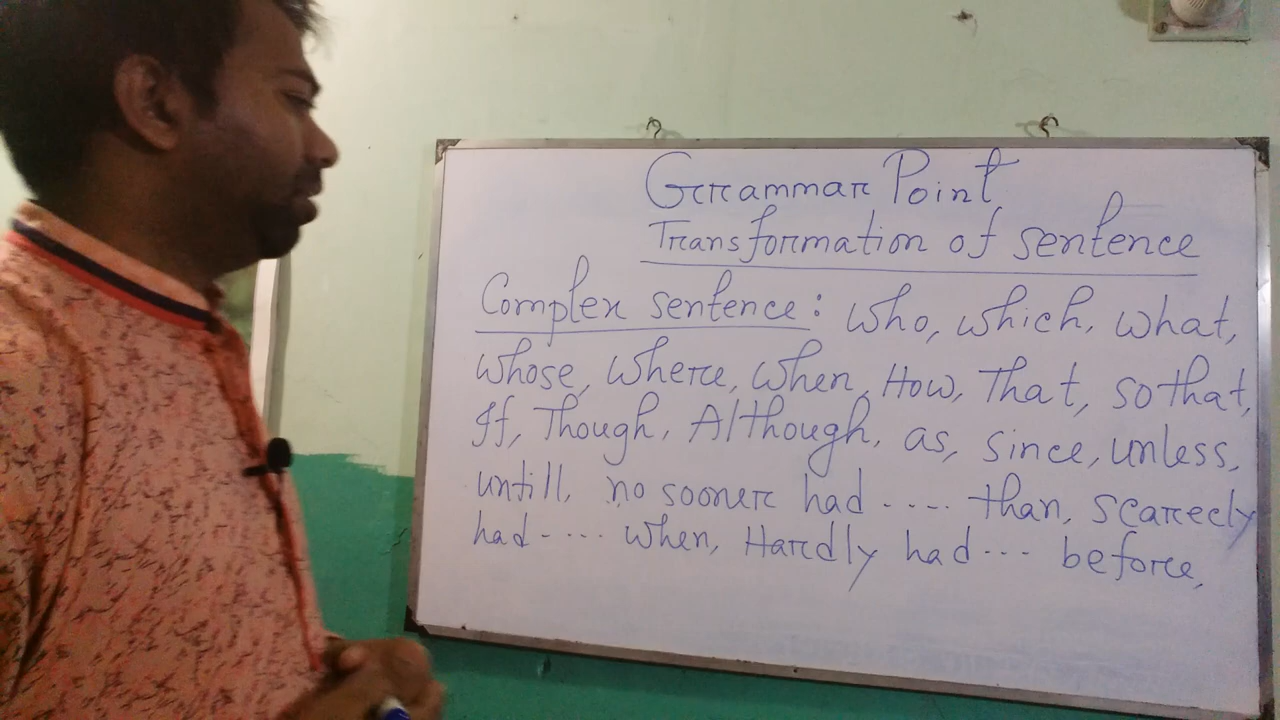 Grammar Point
Transformation of sentence
Complex sentence: Who, Which, What,
Whose, Where, When, How, That, so that,
If, Though, Although, as, since, unless,
untill, no sooner had ---- than, scarcely
had ---- when, Hardly had --- before,